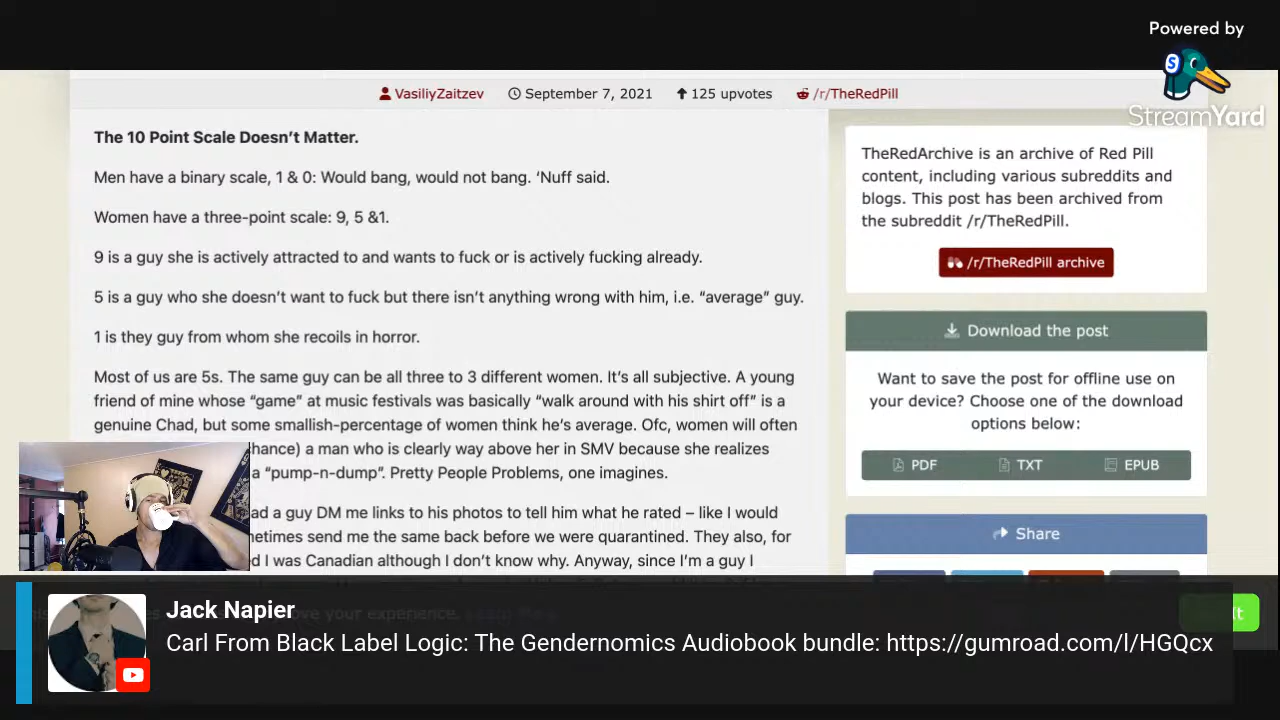 Powered by
StreamYard
VasiliyZaitzev September 7, 2021 125 upvotes /r/TheRedPill
The 10 Point Scale Doesn’t Matter.
Men have a binary scale, 1 & 0: Would bang, would not bang. ‘Nuff said.
Women have a three-point scale: 9, 5 &1.
9 is a guy she is actively attracted to and wants to fuck or is actively fucking already.
5 is a guy who she doesn’t want to fuck but there isn’t anything wrong with him, i.e. “average” guy.
1 is they guy from whom she recoils in horror.
Most of us are 5s. The same guy can be all three to 3 different women. It’s all subjective. A young
friend of mine whose “game” at music festivals was basically “walk around with his shirt off” is a
genuine Chad, but some smallish-percentage of women think he’s average. Ofc, women will often
hance) a man who is clearly way above her in SMV because she realizes
a “pump-n-dump”. Pretty People Problems, one imagines.
ad a guy DM me links to his photos to tell him what he rated – like I would
metimes send me the same back before we were quarantined. They also, for
d I was Canadian although I don’t know why. Anyway, since I’m a guy I
TheRedArchive is an archive of Red Pill
content, including various subreddits and
blogs. This post has been archived from
the subreddit /r/TheRedPill.
/r/TheRedPill archive
Download the post
Want to save the post for offline use on
your device? Choose one of the download
options below:
PDF TXT EPUB
Share
Jack Napier
Carl From Black Label Logic: The Gendernomics Audiobook bundle: https://gumroad.com/l/HGQcx